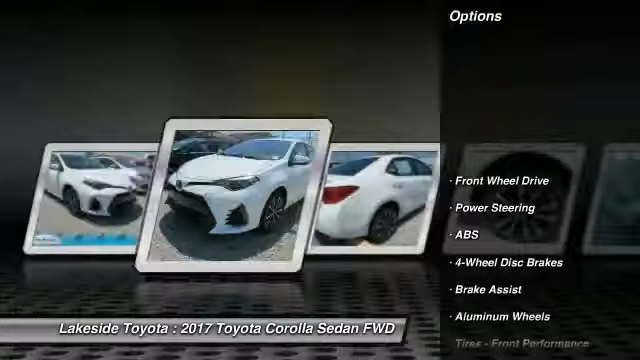 Options
· Front Wheel Drive
· Power Steering
· ABS
· 4-Wheel Disc Brakes
· Brake Assist
· Aluminum Wheels
Tires - Front Performance
Lakeside Toyota : 2017 Toyota Corolla Sedan FWD